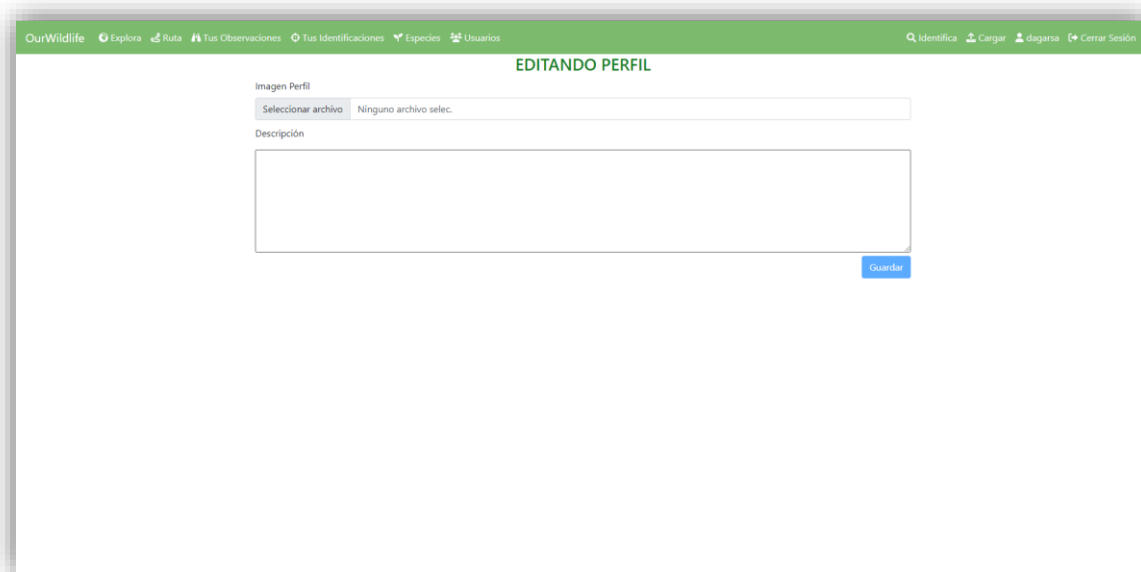 OurWildlife Explora Ruta Tus Observaciones Tus Identificaciones Especies Usuarios Identifica Cargar dagarsa Cerrar Sesión
EDITANDO PERFIL
Imagen Perfil
Seleccionar archivo Ninguno archivo selec.
Descripción
Guardar